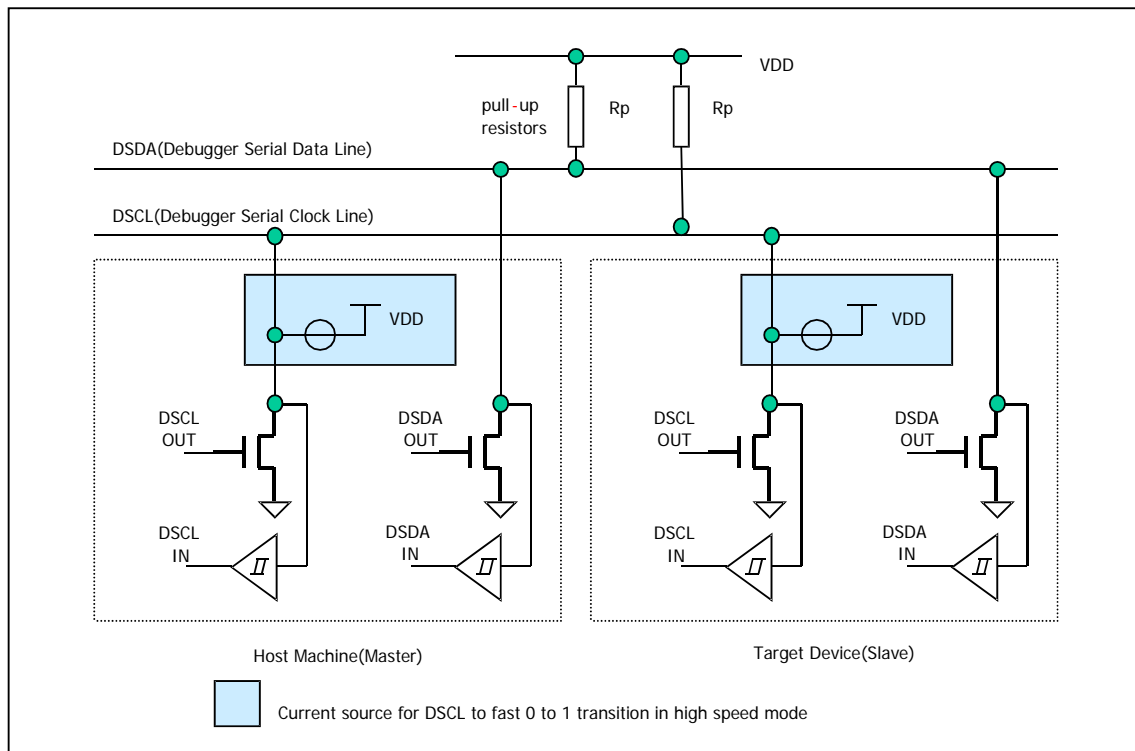 VDD
pull-up
resistors
Rp
Rp
DSDA(Debugger Serial Data Line)
DSCL(Debugger Serial Clock Line)
VDD
VDD
DSCL
OUT
DSDA
OUT
DSCL
OUT
DSDA
OUT
DSCL
IN
DSDA
IN
DSCL
IN
DSDA
IN
Host Machine(Master)
Target Device(Slave)
Current source for DSCL to fast 0 to 1 transition in high speed mode